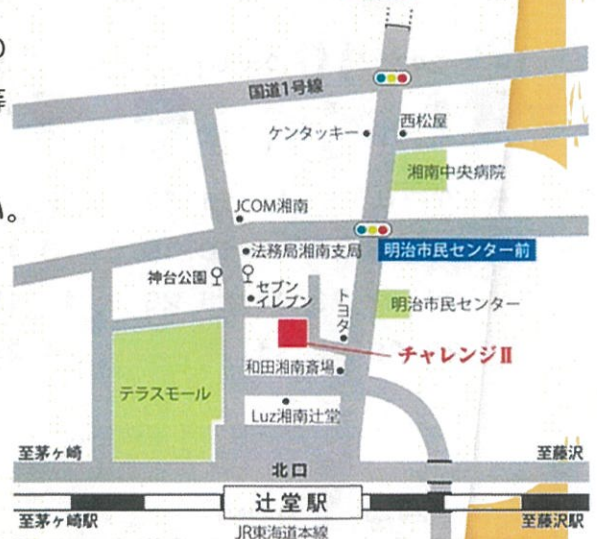 国道1号線
ケンタッキー
西松屋
湘南中央病院
JCOM湘南
法務局湘南支局
明治市民センター前
神台公園
セブン
イレブン
トヨタ
明治市民センター
チャレンジⅡ
和田湘南斎場
テラスモール
Luz湘南辻堂
至茅ヶ崎
北口
至藤沢
辻堂駅
至茅ヶ崎駅
至藤沢駅
JR東海道本線
い。